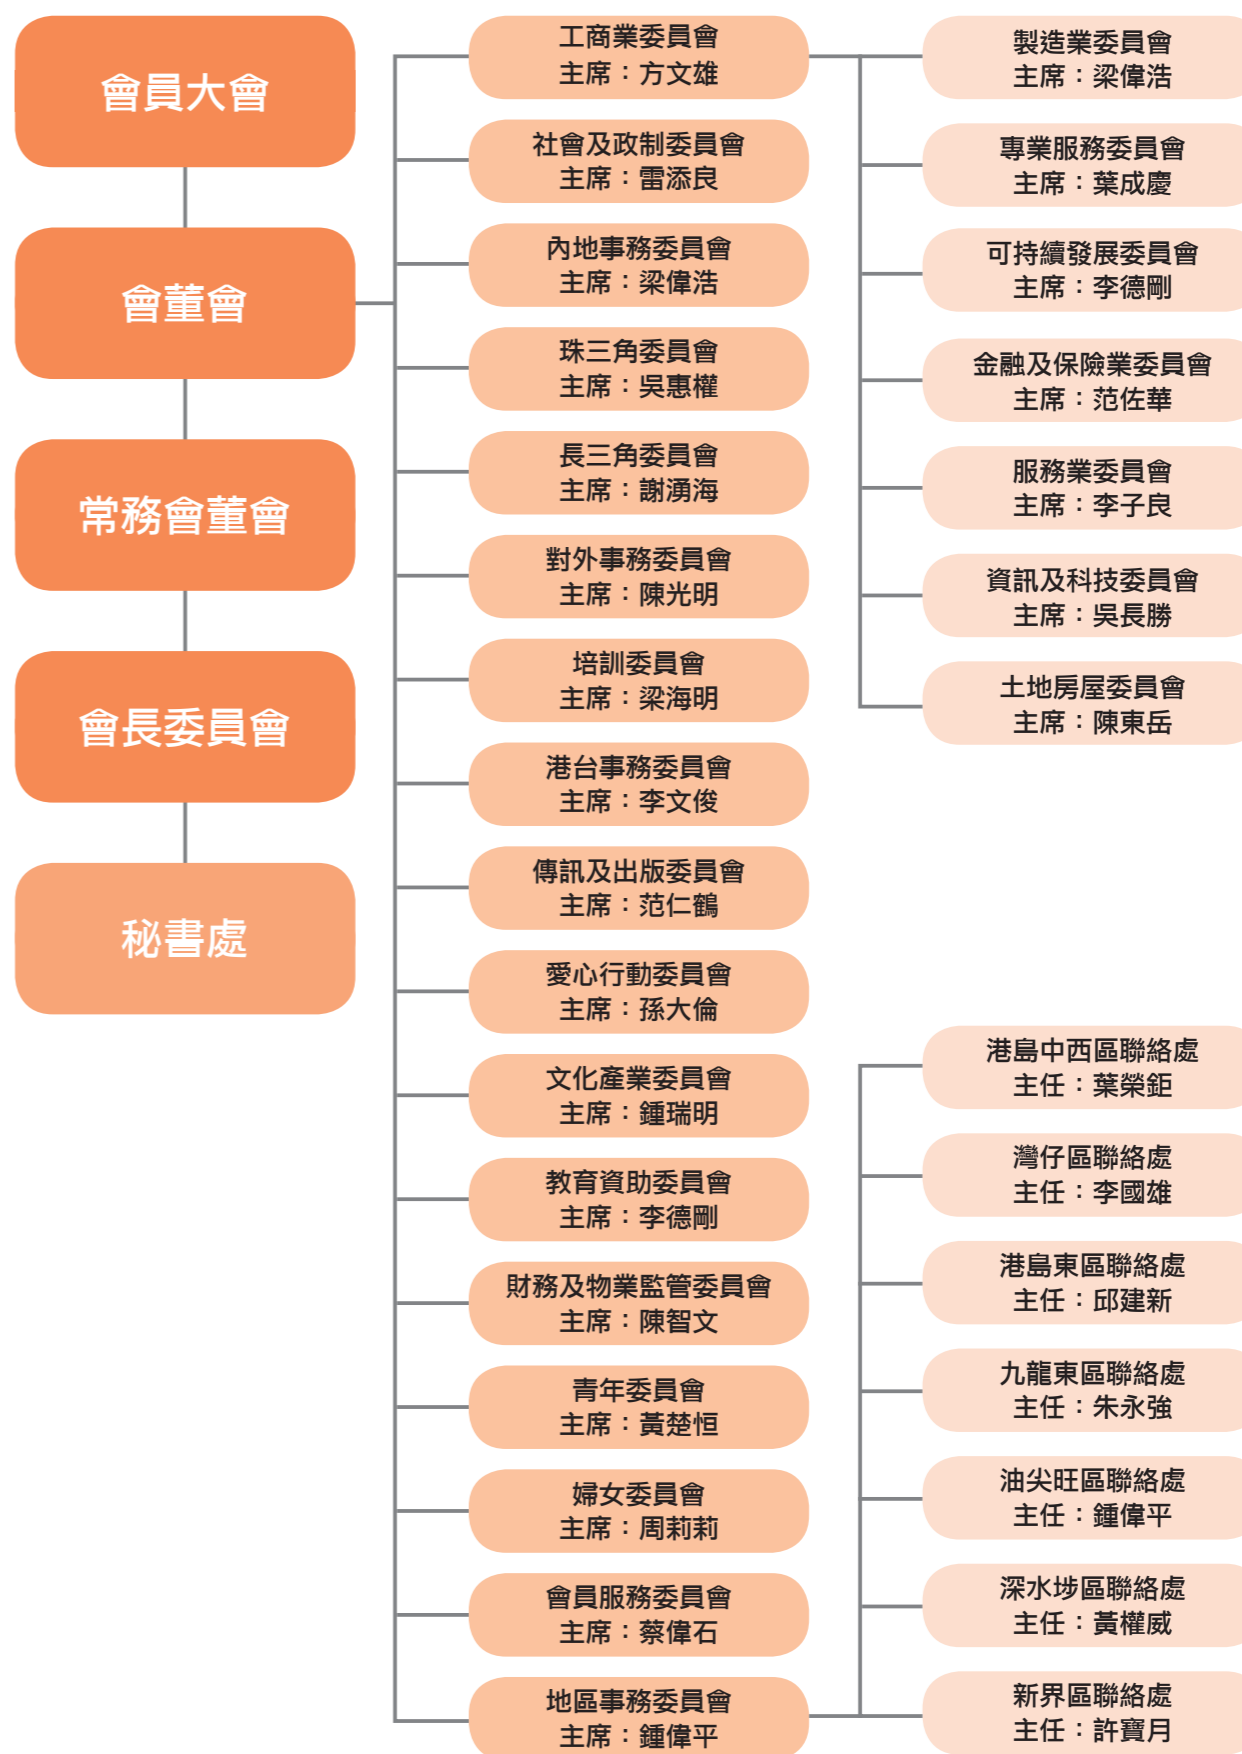 會員大會
會董會
常務會董會
會長委員會
秘書處
工商業委員會
主席：方文雄
社會及政制委員會
主席：雷添良
內地事務委員會
主席：梁偉浩
珠三角委員會
主席：吳惠權
長三角委員會
主席：謝湧海
對外事務委員會
主席：陳光明
培訓委員會
主席：梁海明
港台事務委員會
主席：李文俊
傳訊及出版委員會
主席：范仁鶴
愛心行動委員會
主席：孫大倫
文化產業委員會
主席：鍾瑞明
教育資助委員會
主席：李德剛
財務及物業監管委員會
主席：陳智文
青年委員會
主席：黃楚恒
婦女委員會
主席：周莉莉
會員服務委員會
主席：蔡偉石
地區事務委員會
主席：鍾偉平
製造業委員會
主席：梁偉浩
專業服務委員會
主席：葉成慶
可持續發展委員會
主席：李德剛
金融及保險業委員會
主席：范佐華
服務業委員會
主席：李子良
資訊及科技委員會
主席：吳長勝
土地房屋委員會
主席：陳東岳
港島中西區聯絡處
主任：葉榮鉅
灣仔區聯絡處
主任：李國雄
港島東區聯絡處
主任：邱建新
九龍東區聯絡處
主任：朱永強
油尖旺區聯絡處
主任：鍾偉平
深水埗區聯絡處
主任：黃權威
新界區聯絡處
主任：許寶月